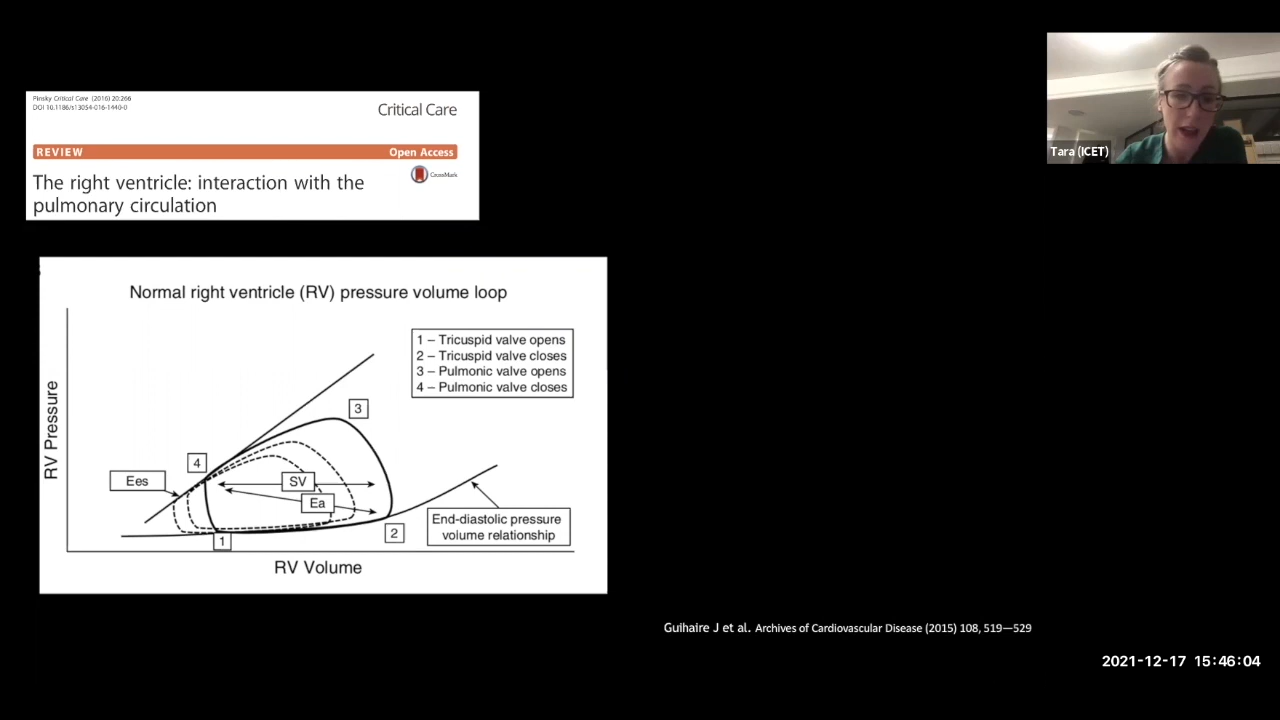 Pinsky Critical Care (2016) 20:266
DOI 10.1186/s13054-016-1440-0
Critical Care
REVIEW
Open Access
CrossMark
The right ventricle: interaction with the
pulmonary circulation
Tara (ICET)
Normal right ventricle (RV) pressure volume loop
1 – Tricuspid valve opens
2 – Tricuspid valve closes
3 – Pulmonic valve opens
4 – Pulmonic valve closes
RV Pressure
3
4
Ees
SV
Ea
End-diastolic pressure
volume relationship
2
1
RV Volume
Guihaire J et al. Archives of Cardiovascular Disease (2015) 108, 519—529
2021-12-17 15:46:04